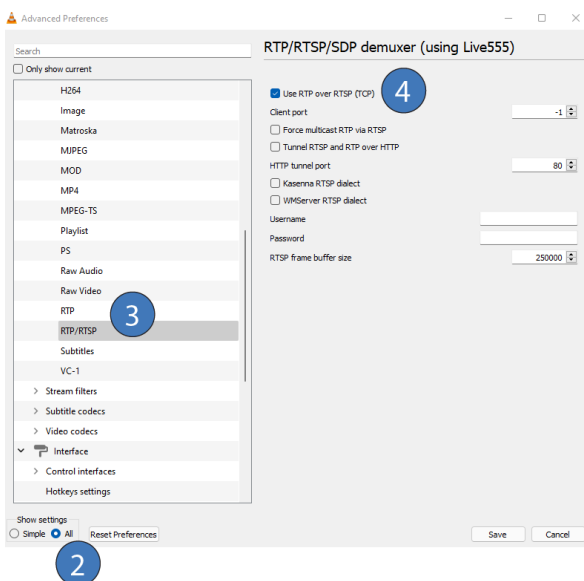 Advanced Preferences
Search
Only show current
H264
Image
Matroska
MJPEG
MOD
MP4
MPEG-TS
Playlist
PS
Raw Audio
Raw Video
RTP
RTP/RTSP
3
Subtitles
VC-1
Stream filters
Subtitle codecs
Video codecs
Interface
Control interfaces
Hotkeys settings
RTP/RTSP/SDP demuxer (using Live555)
Use RTP over RTSP (TCP)
4
Client port -1
Force multicast RTP via RTSP
Tunnel RTSP and RTP over HTTP
HTTP tunnel port 80
Kasenna RTSP dialect
WMServer RTSP dialect
Username
Password
RTSP frame buffer size 250000
Show settings
Simple All Reset Preferences Save Cancel
2